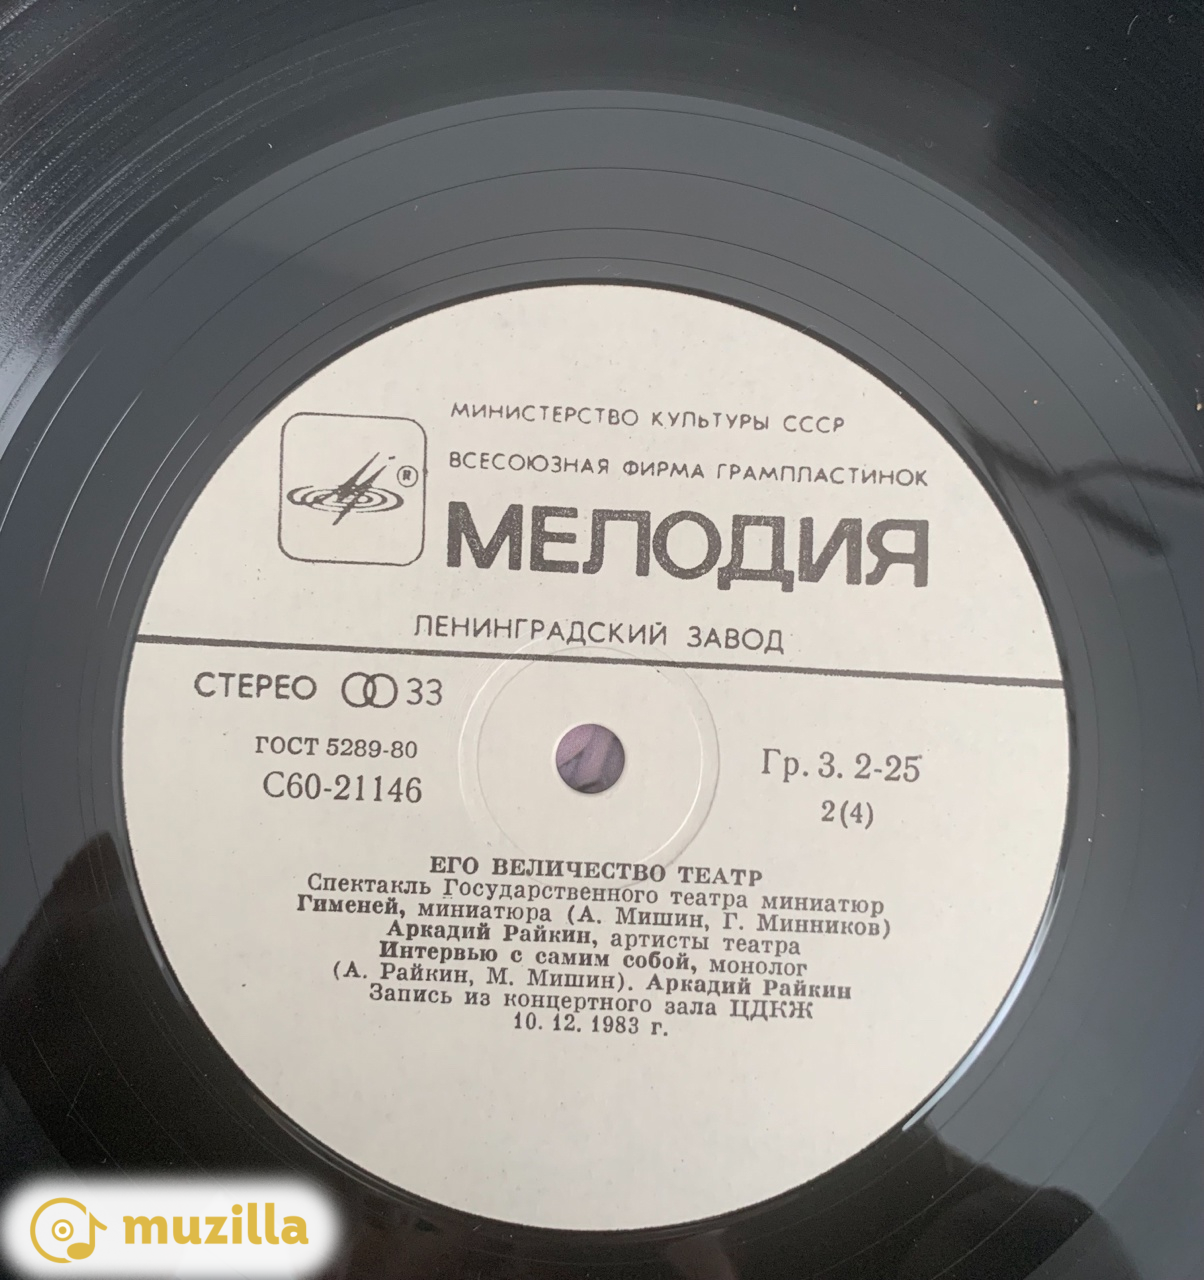 МИНИСТЕРСТВО КУЛЬТУРЫ СССР
ВСЕСОЮЗНАЯ ФИРМА ГРАМПЛАСТИНОК
®
МЕЛОДИЯ
ЛЕНИНГРАДСКИЙ ЗАВОД
СТЕРЕО 33
ГОСТ 5289-80
С60-21146
Гр. 3. 2-25
2(4)
ЕГО ВЕЛИЧЕСТВО ТЕАТР
Спектакль Государственного театра миниатюр
Гименей, миниатюра (А. Мишин, Г. Минников)
Аркадий Райкин, артисты театра
Интервью с самим собой, монолог
(А. Райкин, М. Мишин). Аркадий Райкин
Запись из концертного зала ЦДКЖ
10. 12. 1983 г.
muzilla